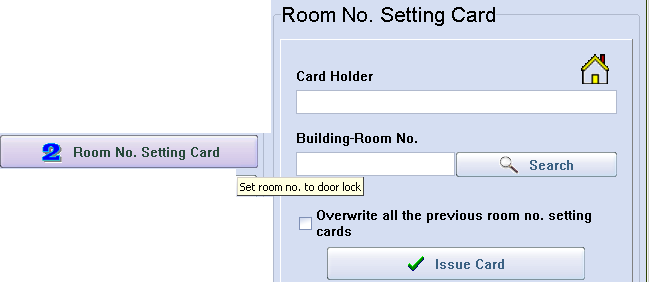 Room No. Setting Card
Card Holder
Building-Room No.
2 Room No. Setting Card
Search
Set room no. to door lock
Overwrite all the previous room no. setting
cards
Issue Card